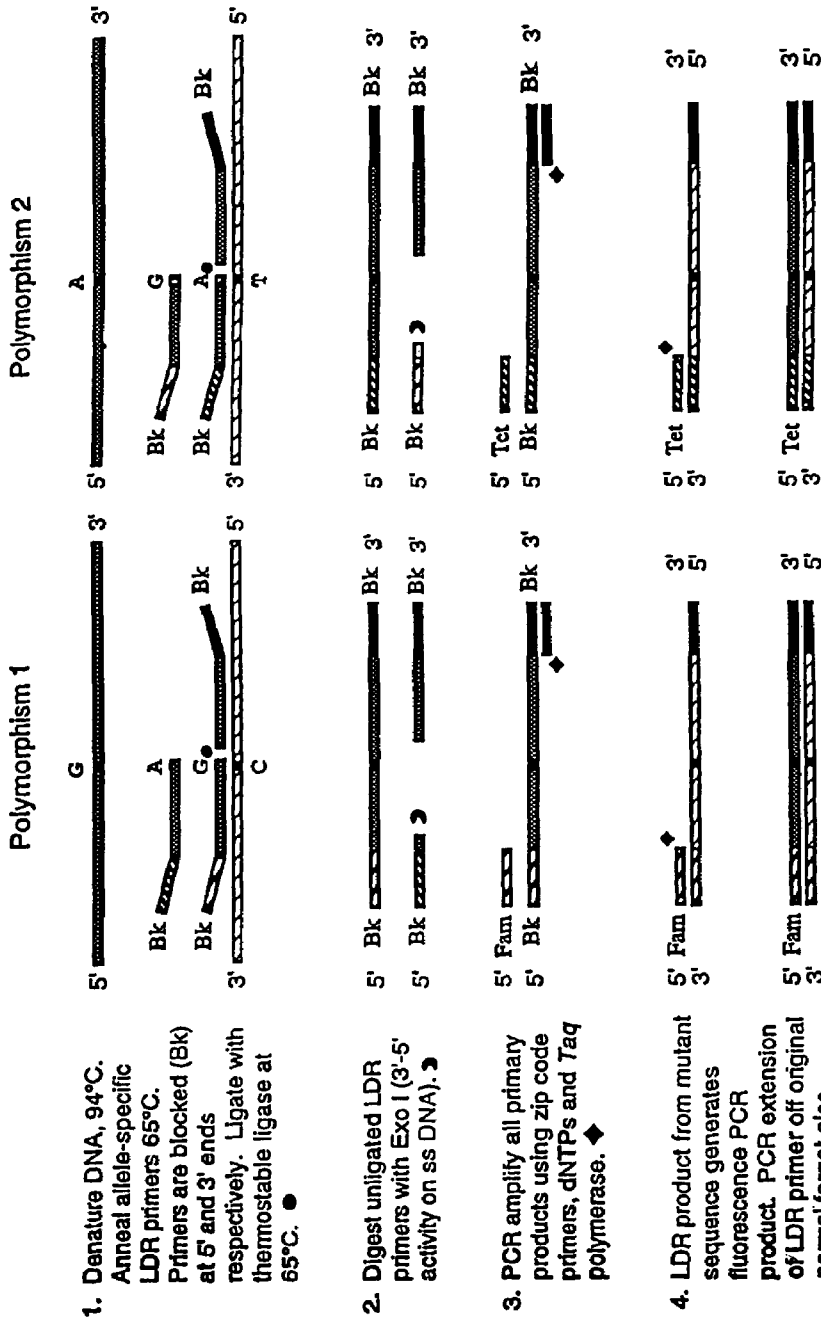 Polymorphism 1
Polymorphism 2
5' G 3'
5' A 3'
1. Denature DNA, 94°C.
Anneal allele-specific
LDR primers 65°C.
Primers are blocked (Bk)
at 5' and 3' ends
respectively. Ligate with
thermostable ligase at
65°C. ●
Bk A
Bk G Bk
3' C 5'
Bk G
Bk A Bk
3' T 5'
2. Digest unligated LDR
primers with Exo I (3'-5'
activity on ss DNA).
5' Bk Bk 3'
5' Bk Bk 3'
5' Bk Bk 3'
5' Bk Bk 3'
3. PCR amplify all primary
products using zip code
primers, dNTPs and Taq
polymerase. ◆
5' Fam
5' Bk Bk 3'
5' Tet
5' Bk Bk 3'
4. LDR product from mutant
sequence generates
fluorescence PCR
product. PCR extension
of LDR primer off original
5' Fam 3'
3' 5'
5' Tet 3'
3' 5'
5' Fam 3'
3' 5'
5' Tet 3'
3' 5'